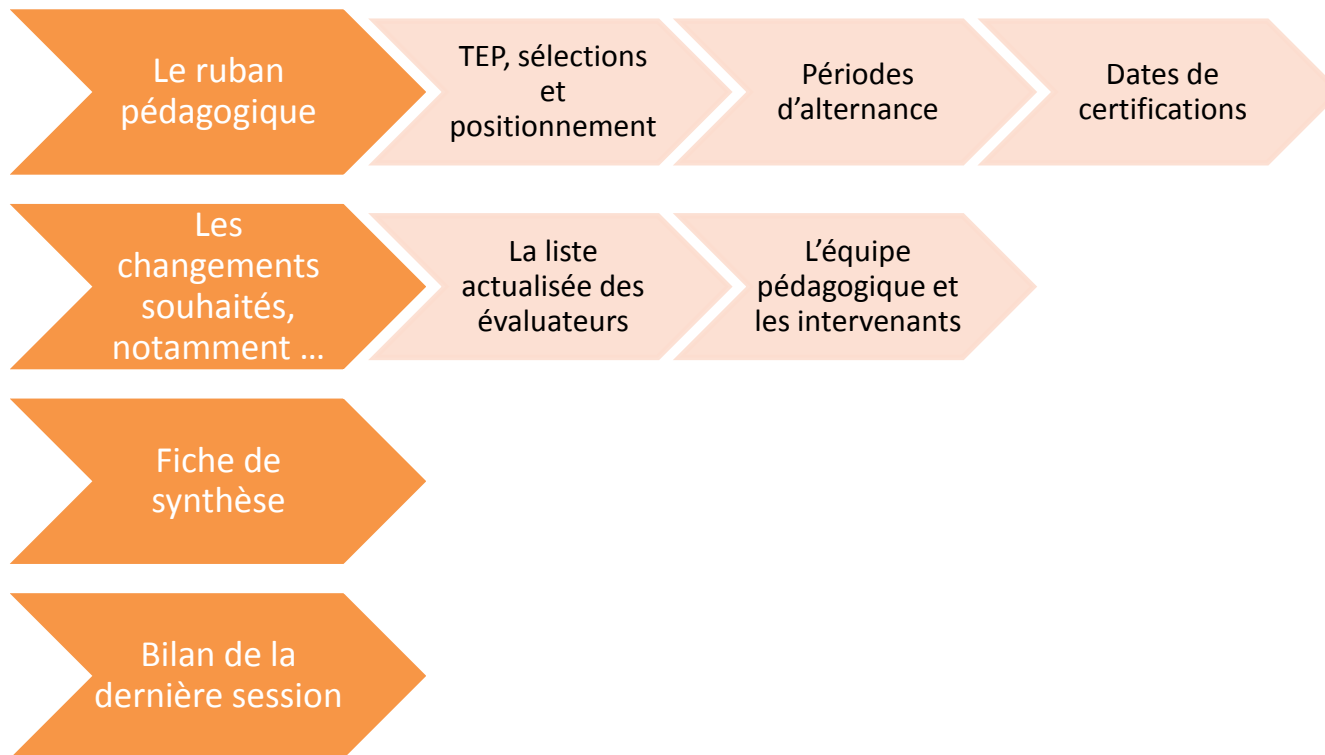 Le ruban
pédagogique
TEP, sélections
et
positionnement
Périodes
d’alternance
Dates de
certifications
Les
changements
souhaités,
notamment …
La liste
actualisée des
évaluateurs
L’équipe
pédagogique et
les intervenants
Fiche de
synthèse
Bilan de la
dernière session